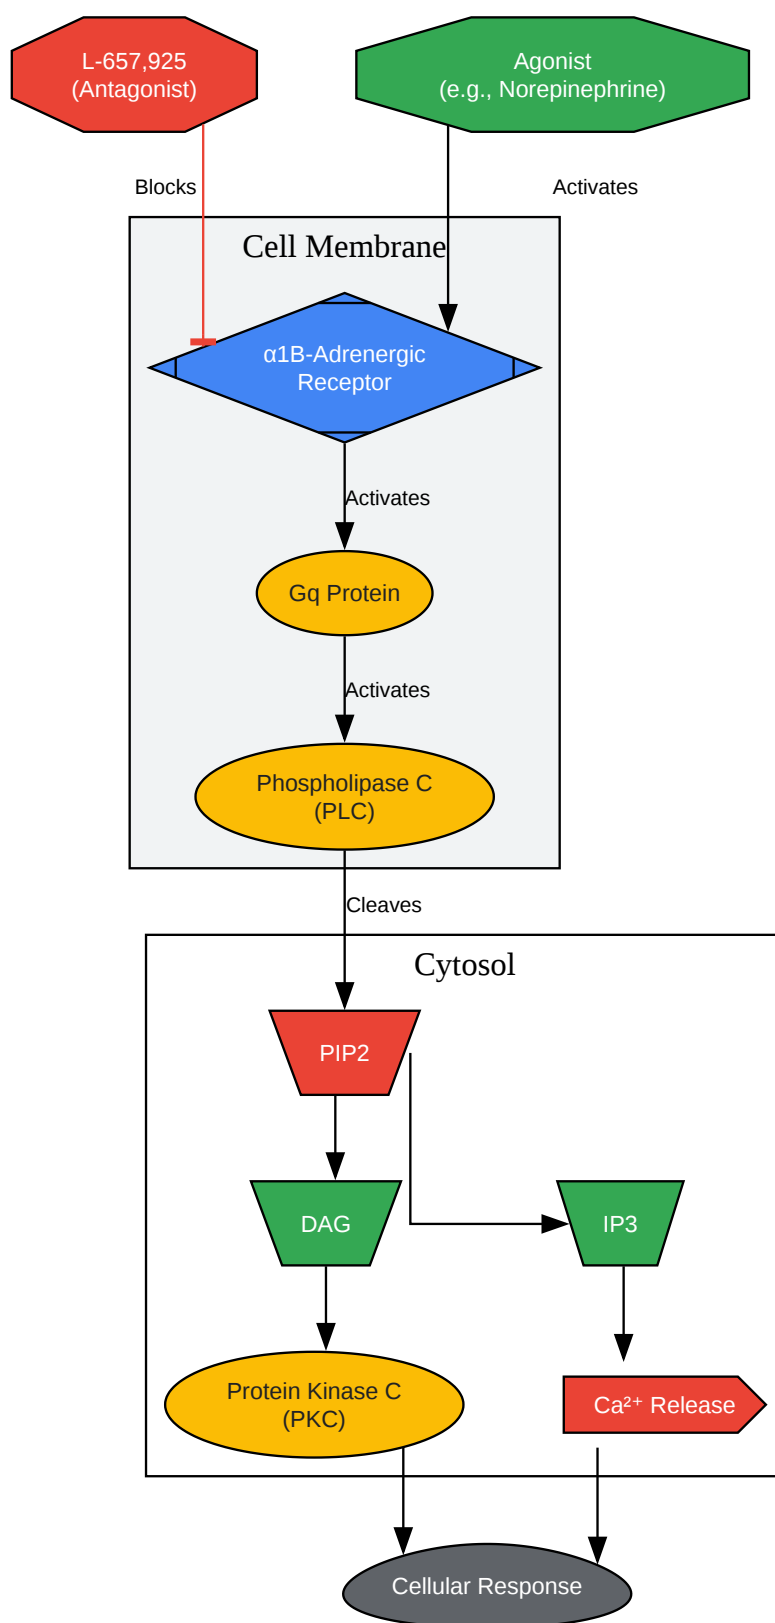 L-657,925
(Antagonist)
Agonist
(e.g., Norepinephrine)
Blocks
Activates
Cell Membrane
α1B-Adrenergic
Receptor
Activates
Gq Protein
Activates
Phospholipase C
(PLC)
Cleaves
Cytosol
PIP2
DAG
IP3
Protein Kinase C
(PKC)
Ca²⁺ Release
Cellular Response